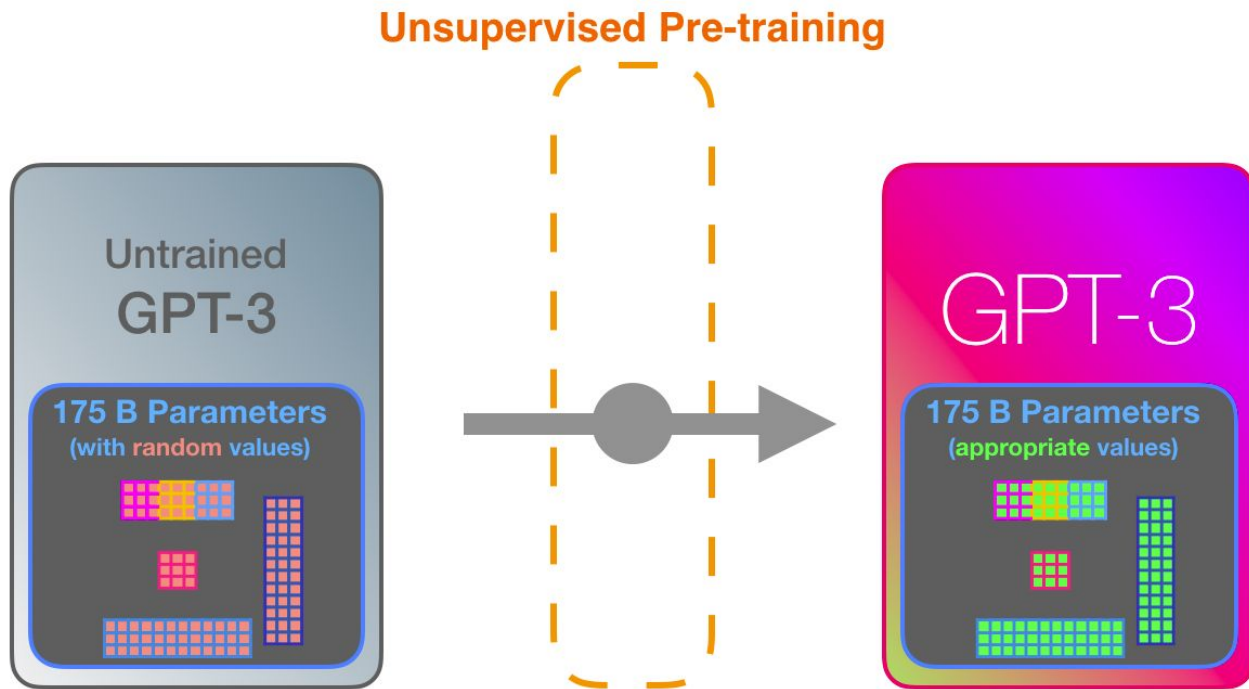 Unsupervised Pre-training
Untrained
GPT-3
175 B Parameters
(with random values)
GPT-3
175 B Parameters
(appropriate values)